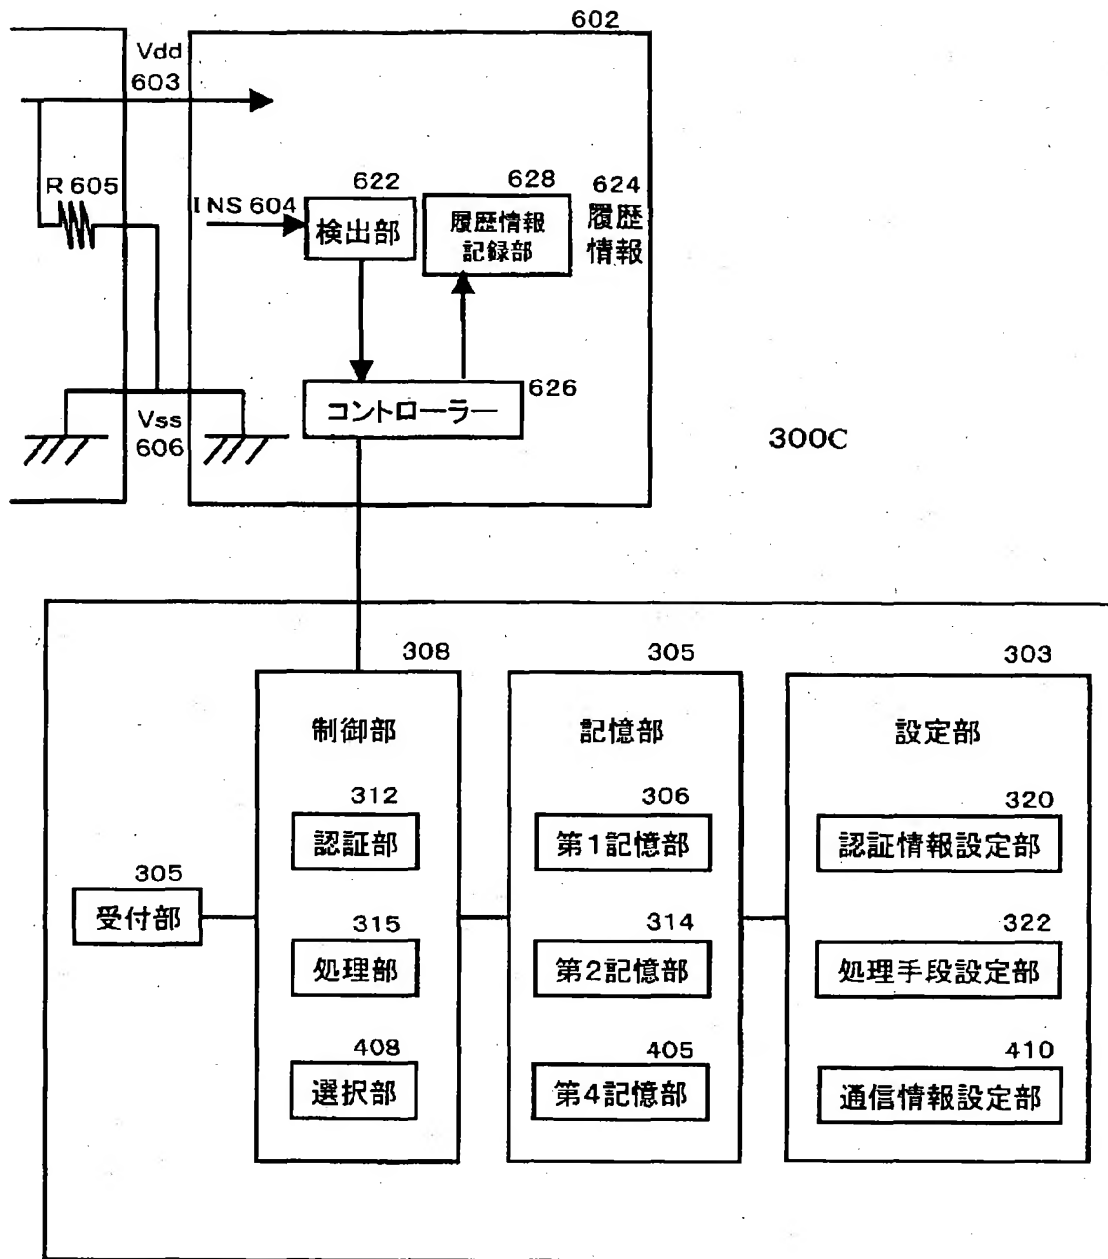 602
Vdd
603
R 605
INS 604
622
検出部
628
履歴情報
記録部
624
履歴
情報
コントローラー
626
Vss
606
300C
308
制御部
312
認証部
315
処理部
408
選択部
305
受付部
305
記憶部
306
第1記憶部
314
第2記憶部
405
第4記憶部
303
設定部
320
認証情報設定部
322
処理手段設定部
410
通信情報設定部